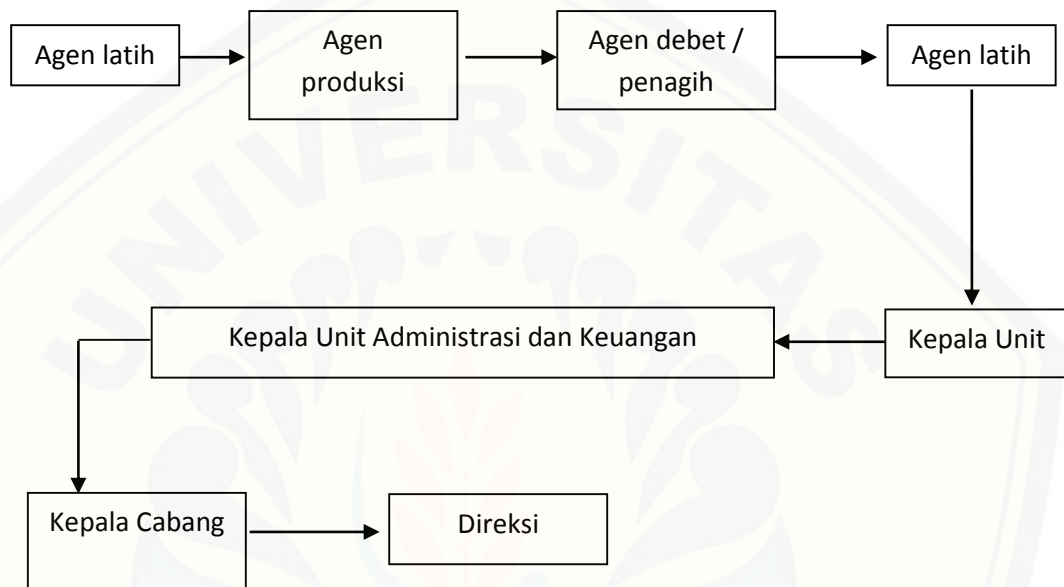 Agen latih
Agen
produksi
Agen debet /
penagih
Agen latih
Kepala Unit
Kepala Unit Administrasi dan Keuangan
Kepala Cabang
Direksi
UNIVERSITAS